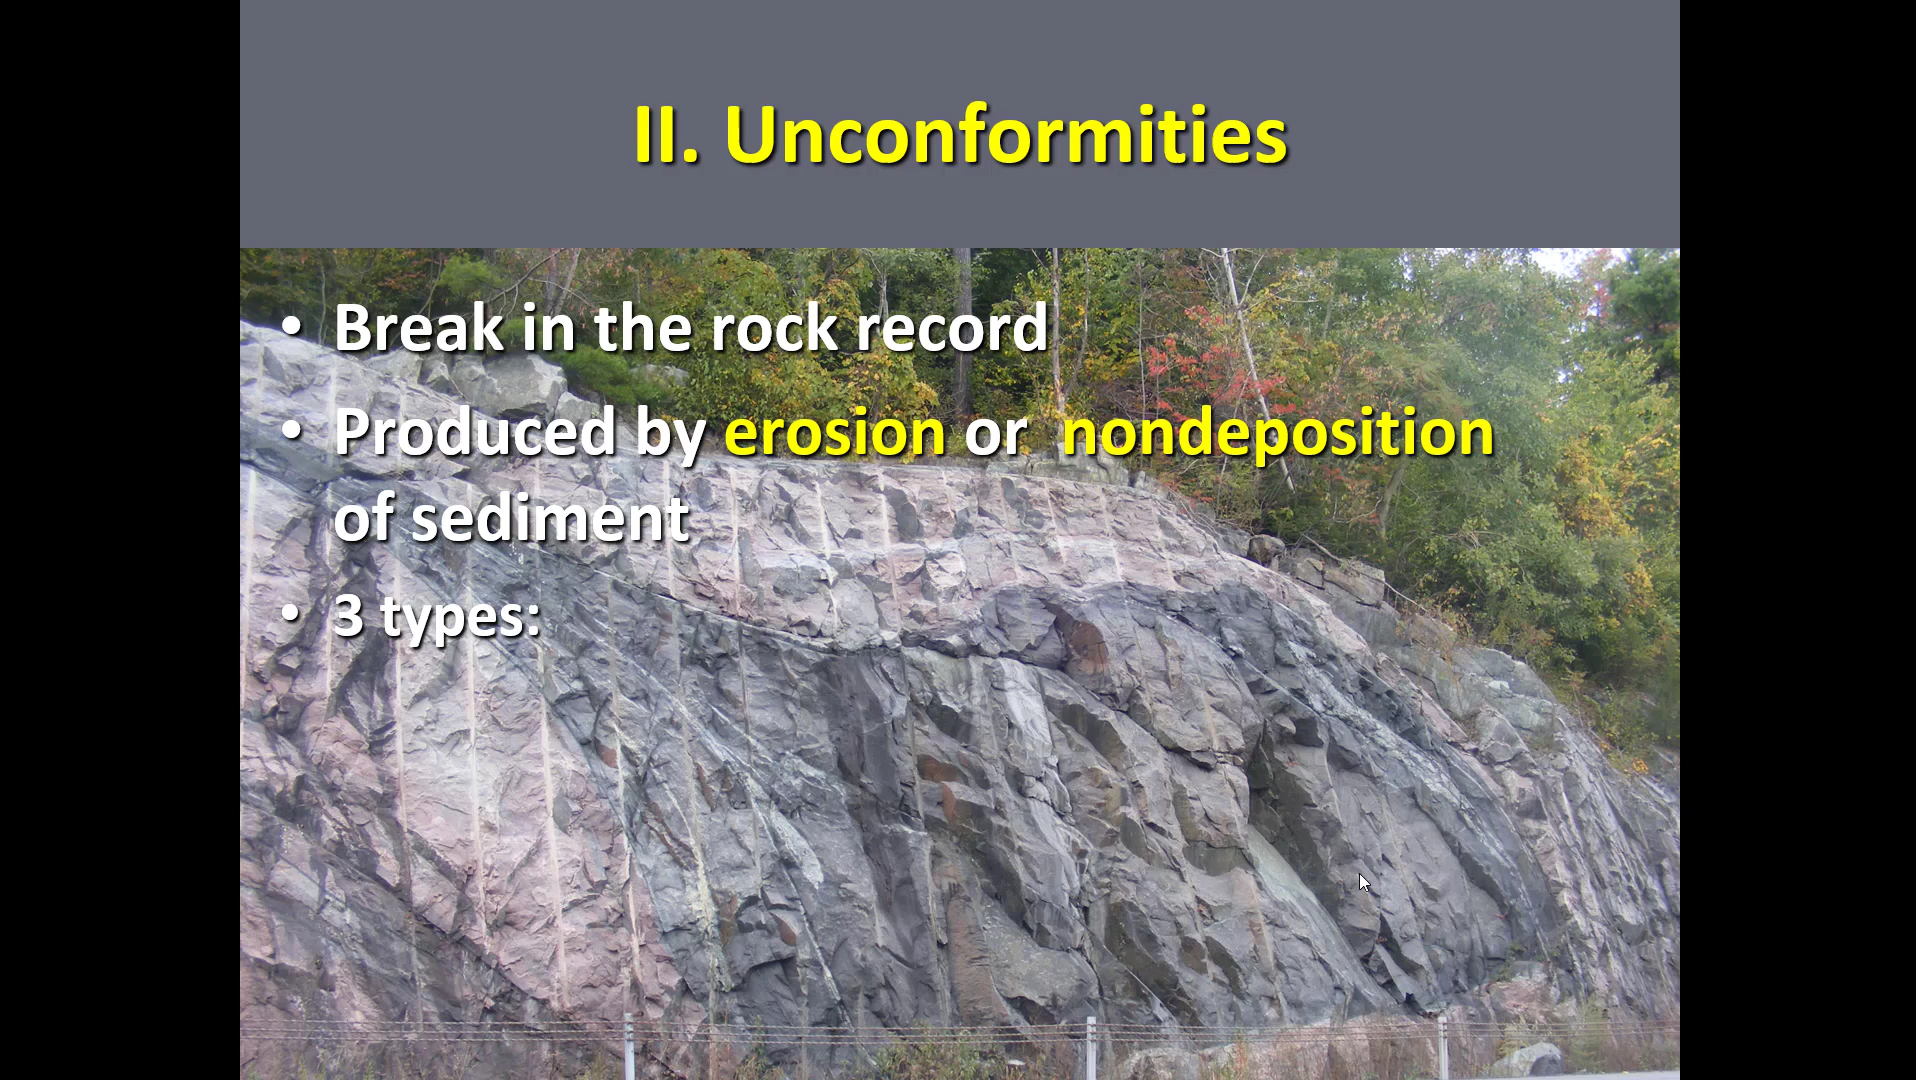 II. Unconformities
• Break in the rock record
• Produced by erosion or nondeposition
of sediment
• 3 types: